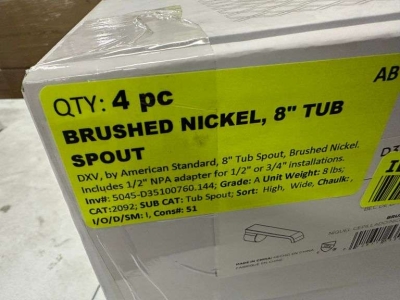 QTY: 4 pc
AB
BRUSHED NICKEL, 8" TUB
SPOUT
DXV, by American Standard, 8" Tub Spout, Brushed Nickel.
Includes 1/2" NPA adapter for 1/2" or 3/4" installations.
Inv#: 5045-D35100760.144; Grade: A Unit Weight: 8 lbs;
CAT:2092; SUB CAT: Tub Spout; Sort: High, Wide, Chaulk: ,
I/O/D/SM: I, Cons#: 51